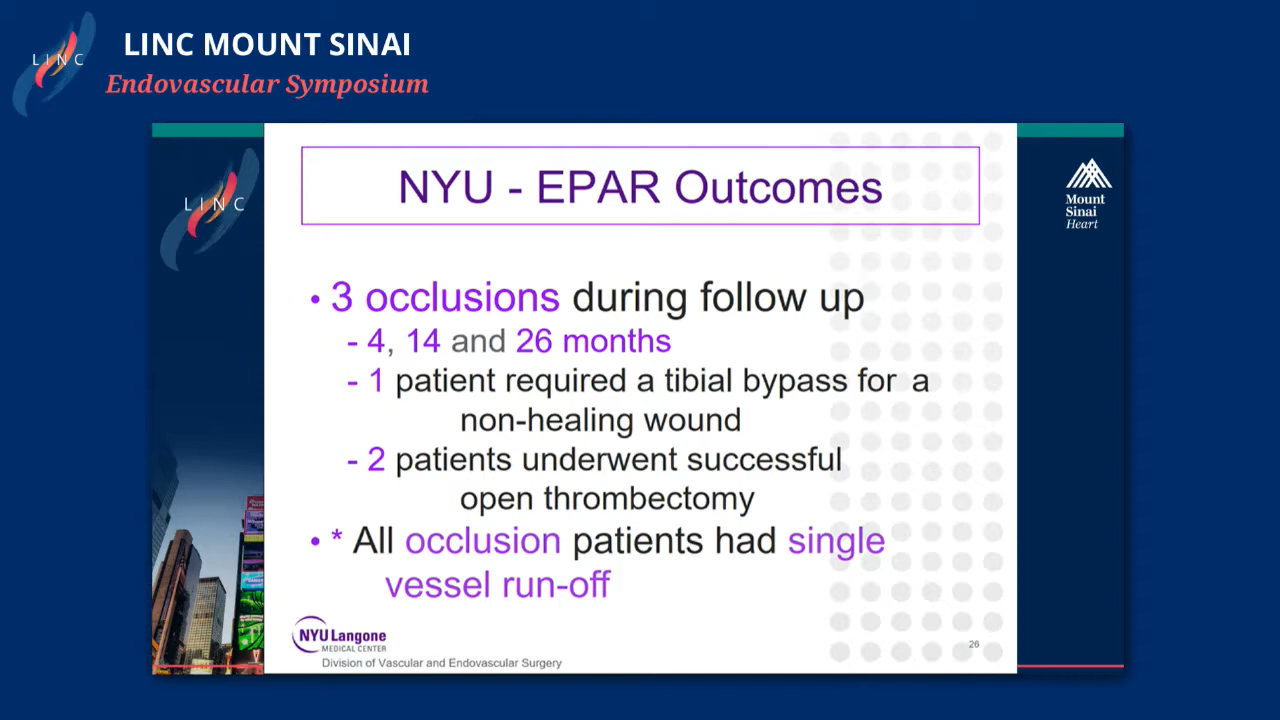 LINC
LINC MOUNT SINAI
Endovascular Symposium
LINC
Mount
Sinai
Heart
NYU - EPAR Outcomes
• 3 occlusions during follow up
- 4, 14 and 26 months
- 1 patient required a tibial bypass for a
non-healing wound
- 2 patients underwent successful
open thrombectomy
• * All occlusion patients had single
vessel run-off
NYU Langone
MEDICAL CENTER
Division of Vascular and Endovascular Surgery
26